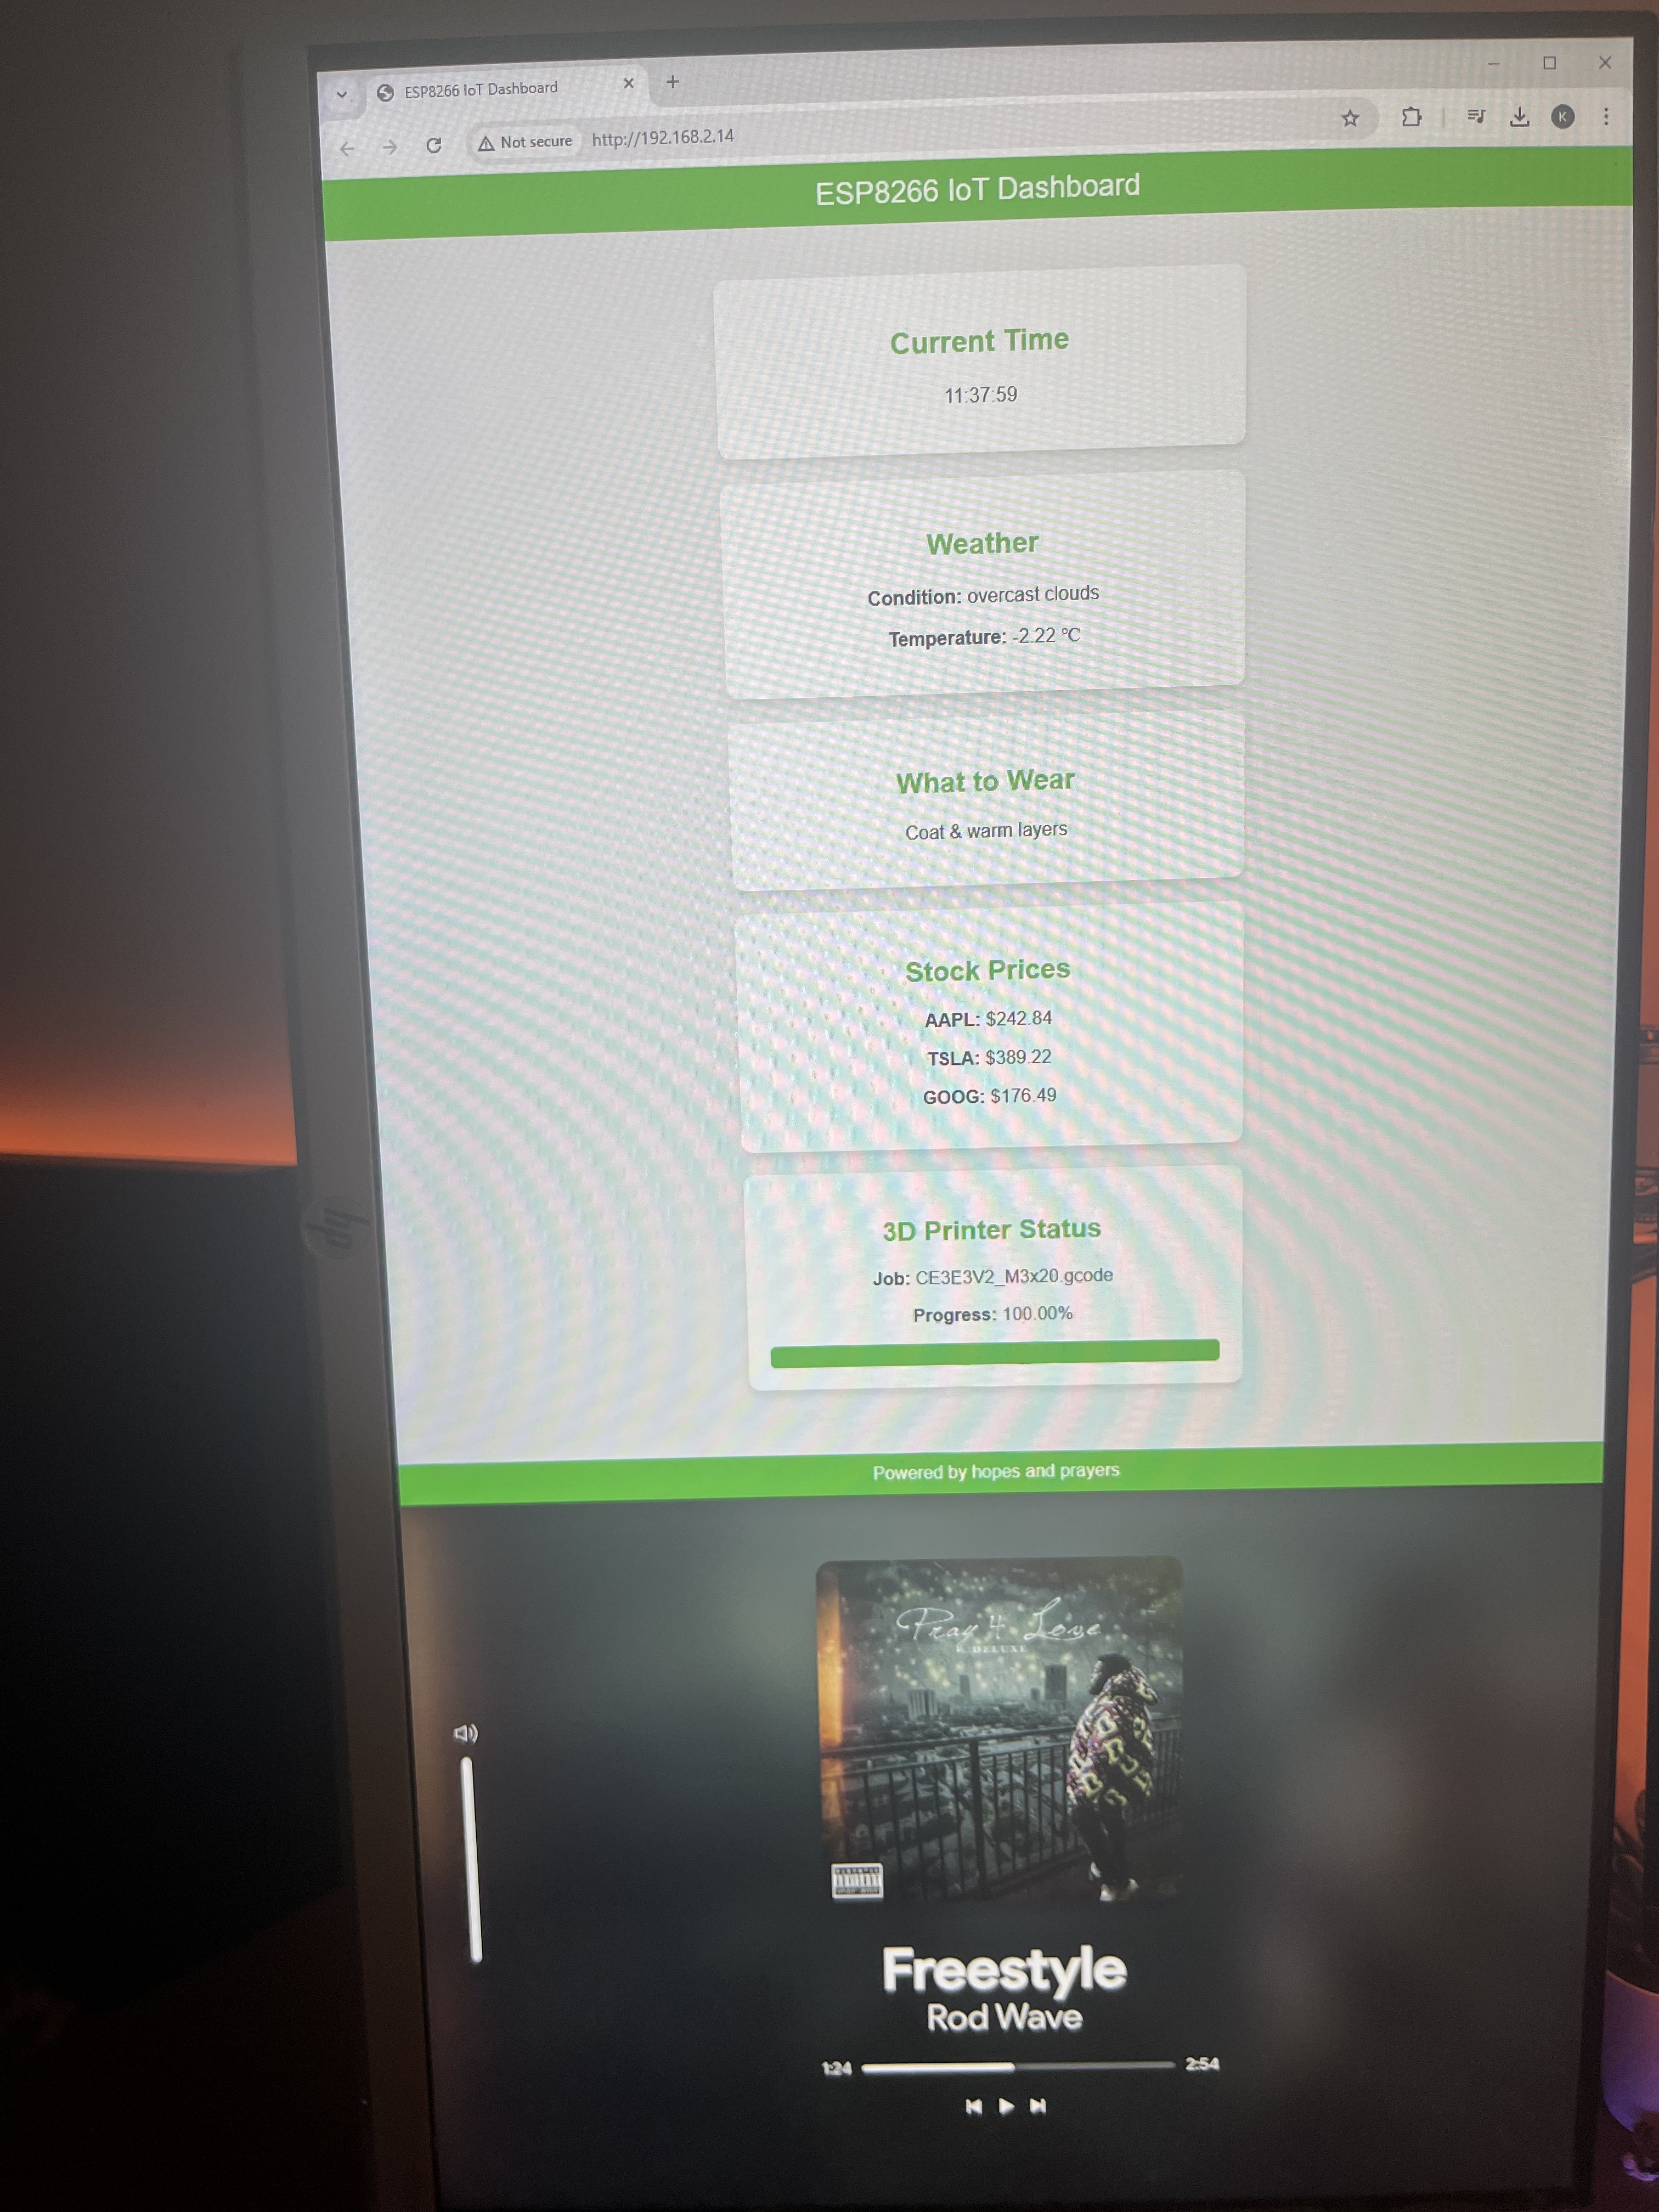 ESP8266 IoT Dashboard
Not secure http://192.168.2.14
K
ESP8266 IoT Dashboard
Current Time
11:37:59
Weather
Condition: overcast clouds
Temperature: -2.22 °C
What to Wear
Coat & warm layers
Stock Prices
AAPL: $242.84
TSLA: $389.22
GOOG: $176.49
3D Printer Status
Job: CE3E3V2_M3x20.gcode
Progress: 100.00%
Powered by hopes and prayers
hp
Pray 4 Love
DELUXE
Freestyle
Rod Wave
1:24 2:54